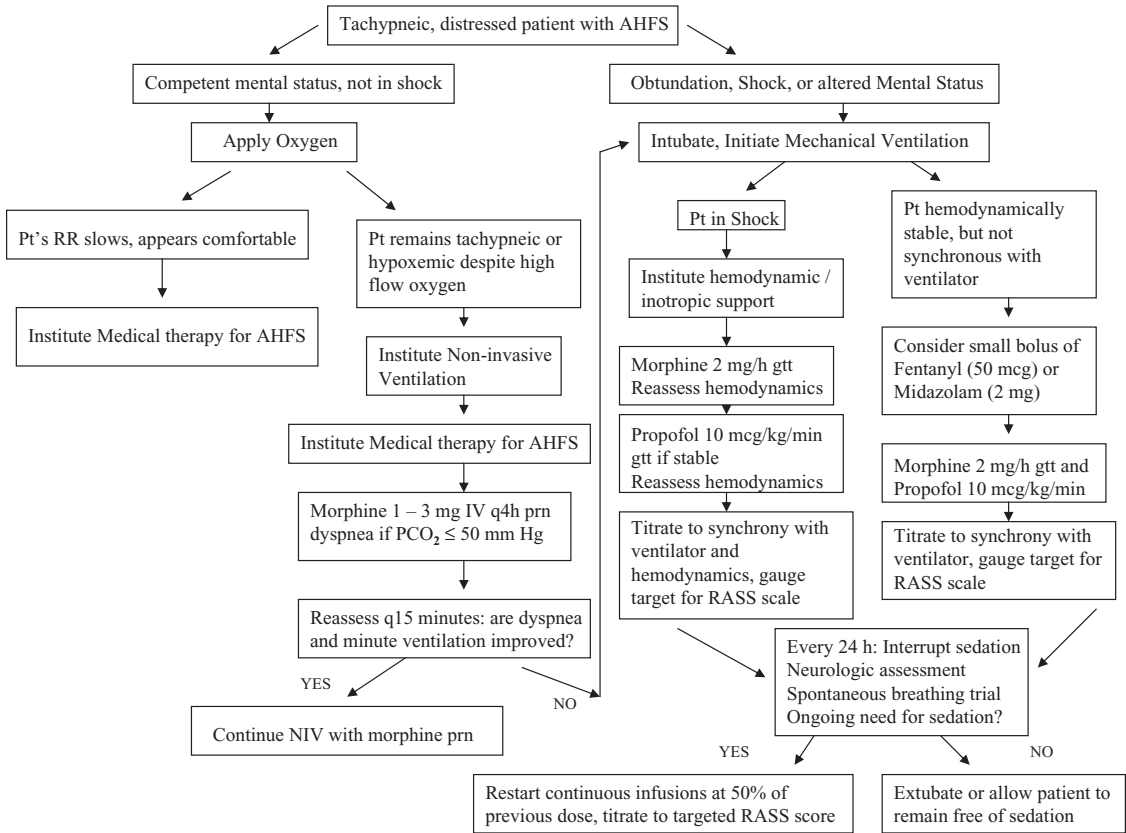 Tachypneic, distressed patient with AHFS
Competent mental status, not in shock
Obtundation, Shock, or altered Mental Status
Apply Oxygen
Intubate, Initiate Mechanical Ventilation
Pt's RR slows, appears comfortable
Institute Medical therapy for AHFS
Pt remains tachypneic or
hypoxemic despite high
flow oxygen
Institute Non-invasive
Ventilation
Institute Medical therapy for AHFS
Morphine 1 – 3 mg IV q4h prn
dyspnea if PCO₂ ≤ 50 mm Hg
Reassess q15 minutes: are dyspnea
and minute ventilation improved?
YES
NO
Continue NIV with morphine prn
Pt in Shock
Institute hemodynamic /
inotropic support
Morphine 2 mg/h gtt
Reassess hemodynamics
Propofol 10 mcg/kg/min
gtt if stable
Reassess hemodynamics
Titrate to synchrony with
ventilator and
hemodynamics, gauge
target for RASS scale
Pt hemodynamically
stable, but not
synchronous with
ventilator
Consider small bolus of
Fentanyl (50 mcg) or
Midazolam (2 mg)
Morphine 2 mg/h gtt and
Propofol 10 mcg/kg/min
Titrate to synchrony with
ventilator, gauge target for
RASS scale
Every 24 h: Interrupt sedation
Neurologic assessment
Spontaneous breathing trial
Ongoing need for sedation?
YES
NO
Restart continuous infusions at 50% of
previous dose, titrate to targeted RASS score
Extubate or allow patient to
remain free of sedation